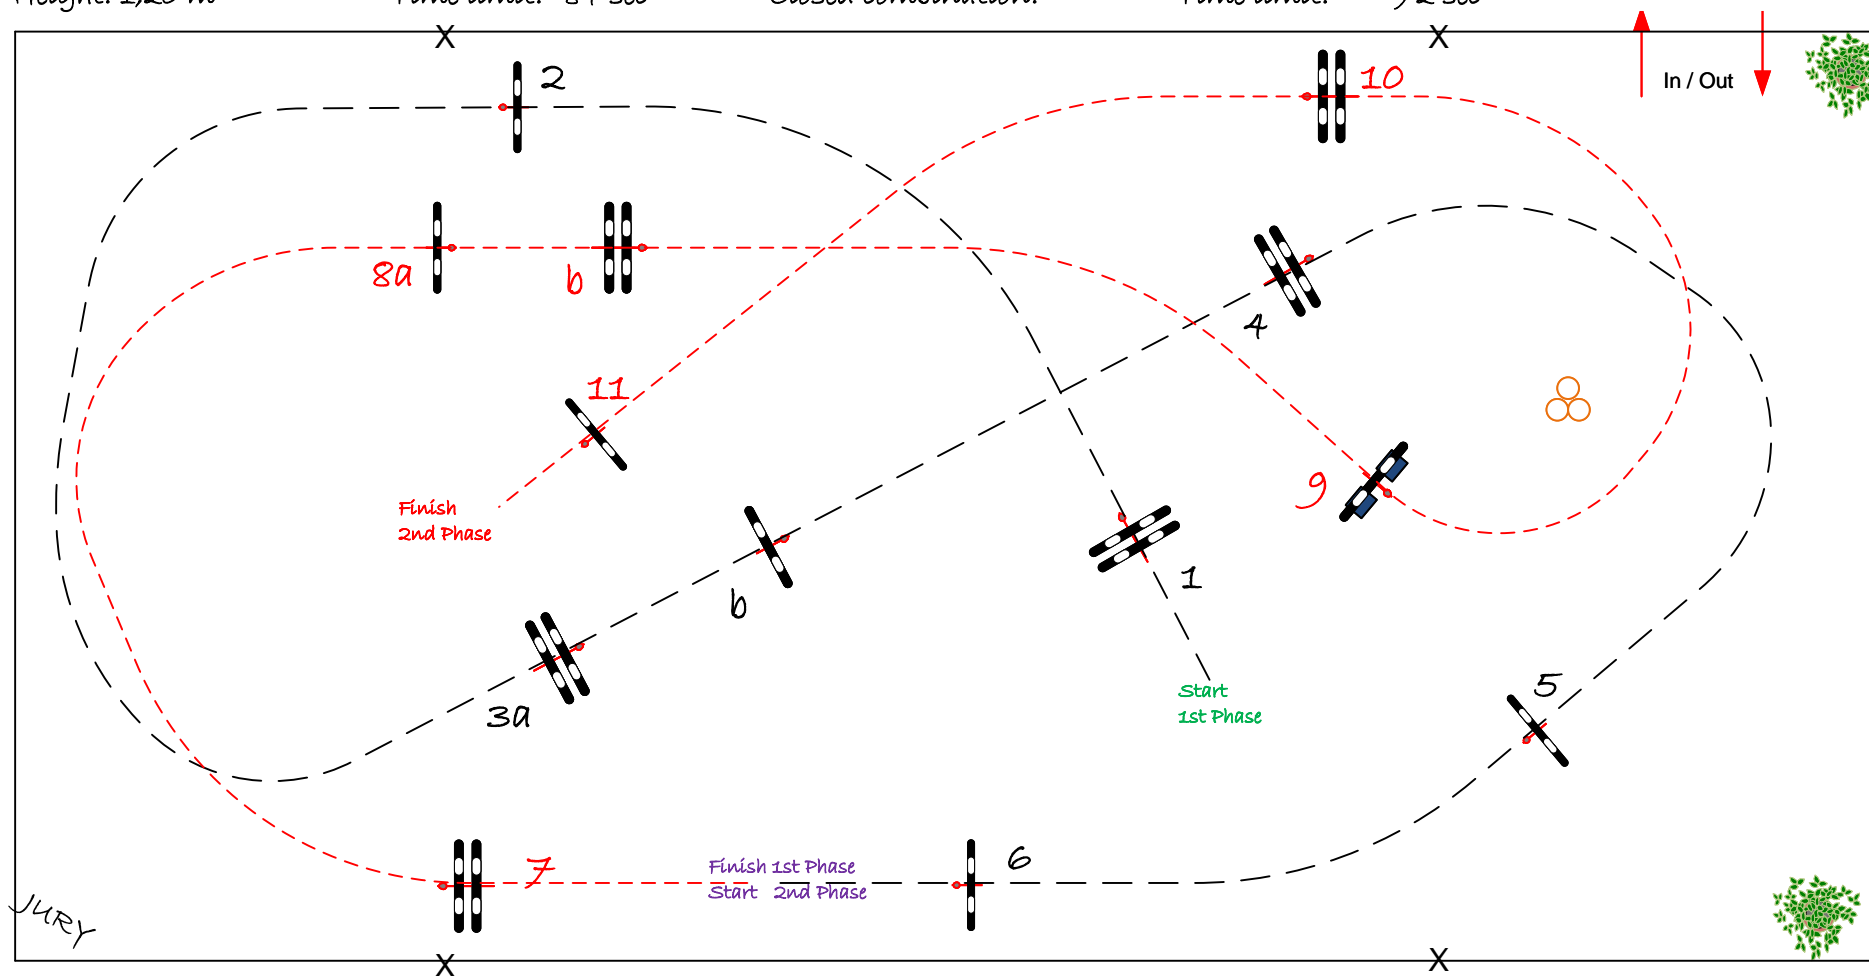 X
X
2
10
In / Out
8a
b
4
11
9
Finish
2nd Phase
1
b
Start
1st Phase
5
3a
7
Finish 1st Phase
Start 2nd Phase
6
JURY
X
X